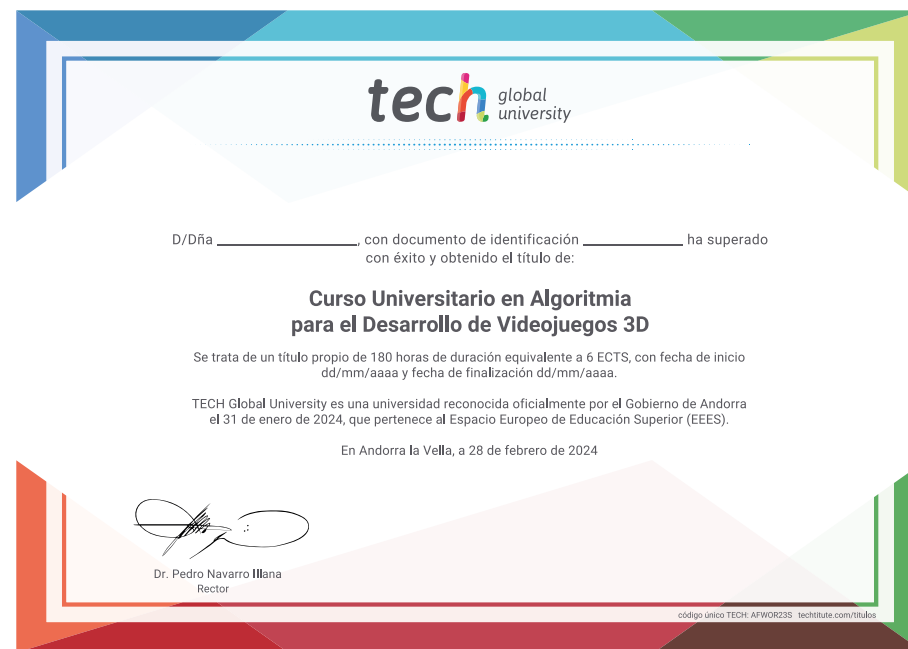 tech global university
D/Dña ____________________, con documento de identificación ______________ ha superado
con éxito y obtenido el título de:
Curso Universitario en Algoritmia
para el Desarrollo de Videojuegos 3D
Se trata de un título propio de 180 horas de duración equivalente a 6 ECTS, con fecha de inicio
dd/mm/aaaa y fecha de finalización dd/mm/aaaa.
TECH Global University es una universidad reconocida oficialmente por el Gobierno de Andorra
el 31 de enero de 2024, que pertenece al Espacio Europeo de Educación Superior (EEES).
En Andorra la Vella, a 28 de febrero de 2024
Dr. Pedro Navarro Illana
Rector
código único TECH: AFWOR23S techtitute.com/titulos